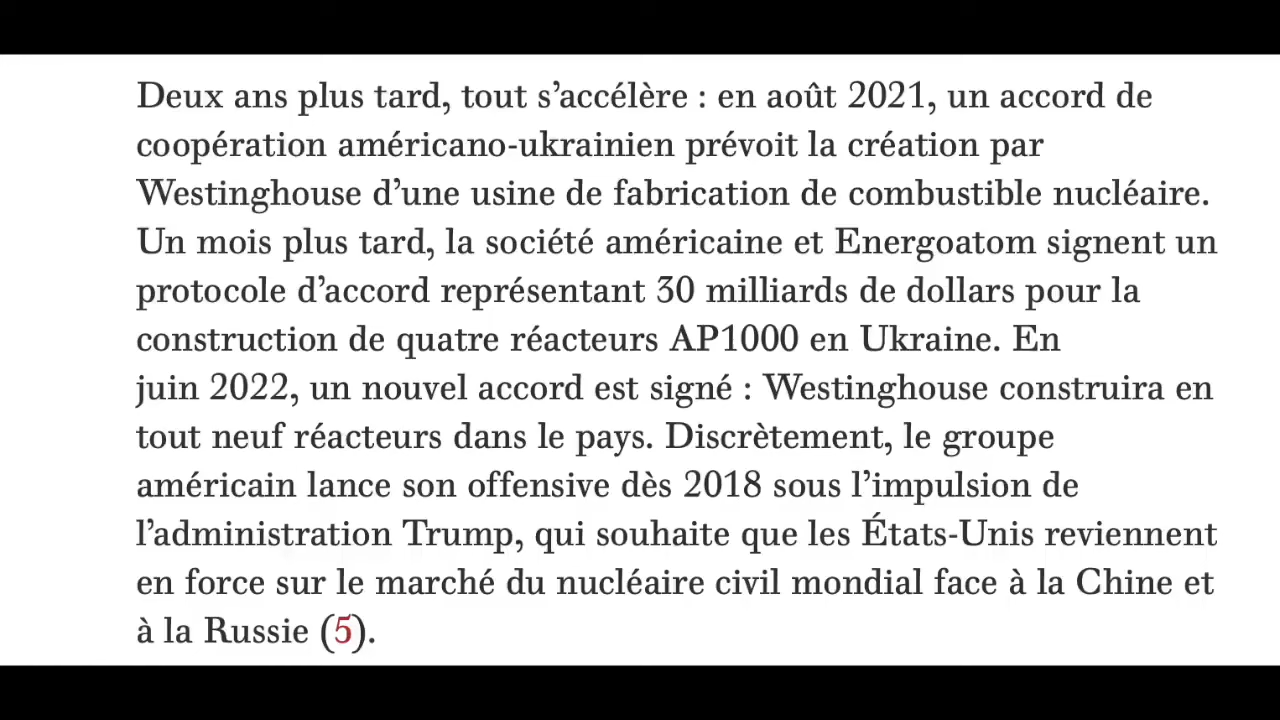 Deux ans plus tard, tout s’accélère : en août 2021, un accord de
coopération américano-ukrainien prévoit la création par
Westinghouse d’une usine de fabrication de combustible nucléaire.
Un mois plus tard, la société américaine et Energoatom signent un
protocole d’accord représentant 30 milliards de dollars pour la
construction de quatre réacteurs AP1000 en Ukraine. En
juin 2022, un nouvel accord est signé : Westinghouse construira en
tout neuf réacteurs dans le pays. Discrètement, le groupe
américain lance son offensive dès 2018 sous l’impulsion de
l’administration Trump, qui souhaite que les États-Unis reviennent
en force sur le marché du nucléaire civil mondial face à la Chine et
à la Russie (5).